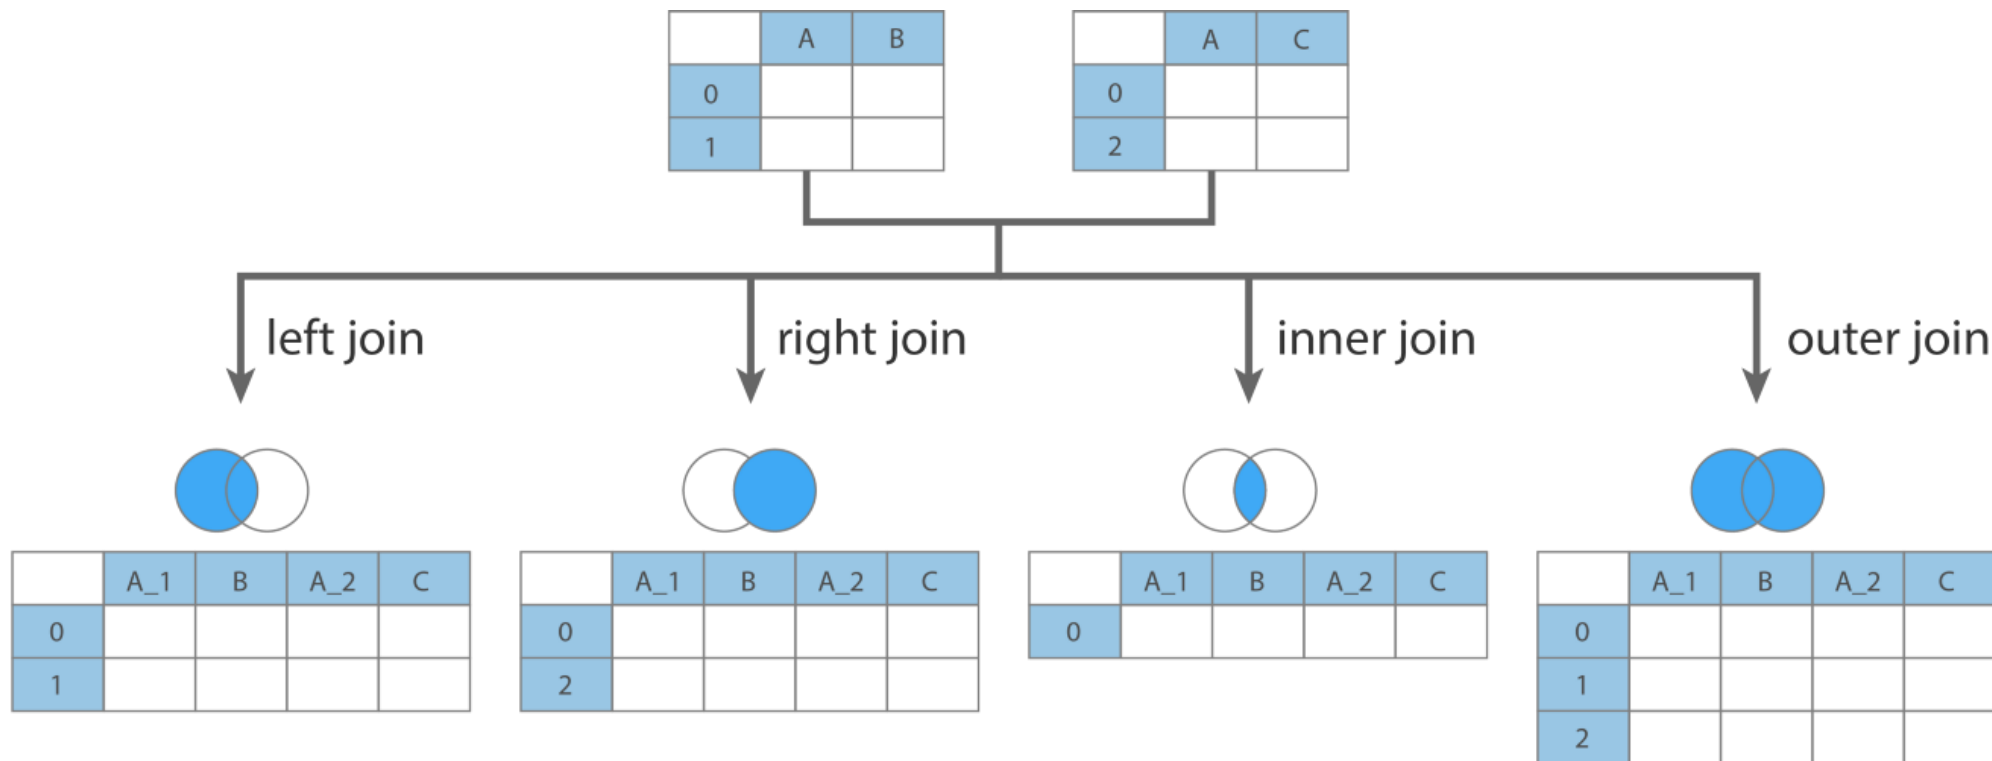 A B
0
1
A C
0
2
left join
right join
inner join
outer join
A_1 B A_2 C
0
1
A_1 B A_2 C
0
2
A_1 B A_2 C
0
A_1 B A_2 C
0
1
2